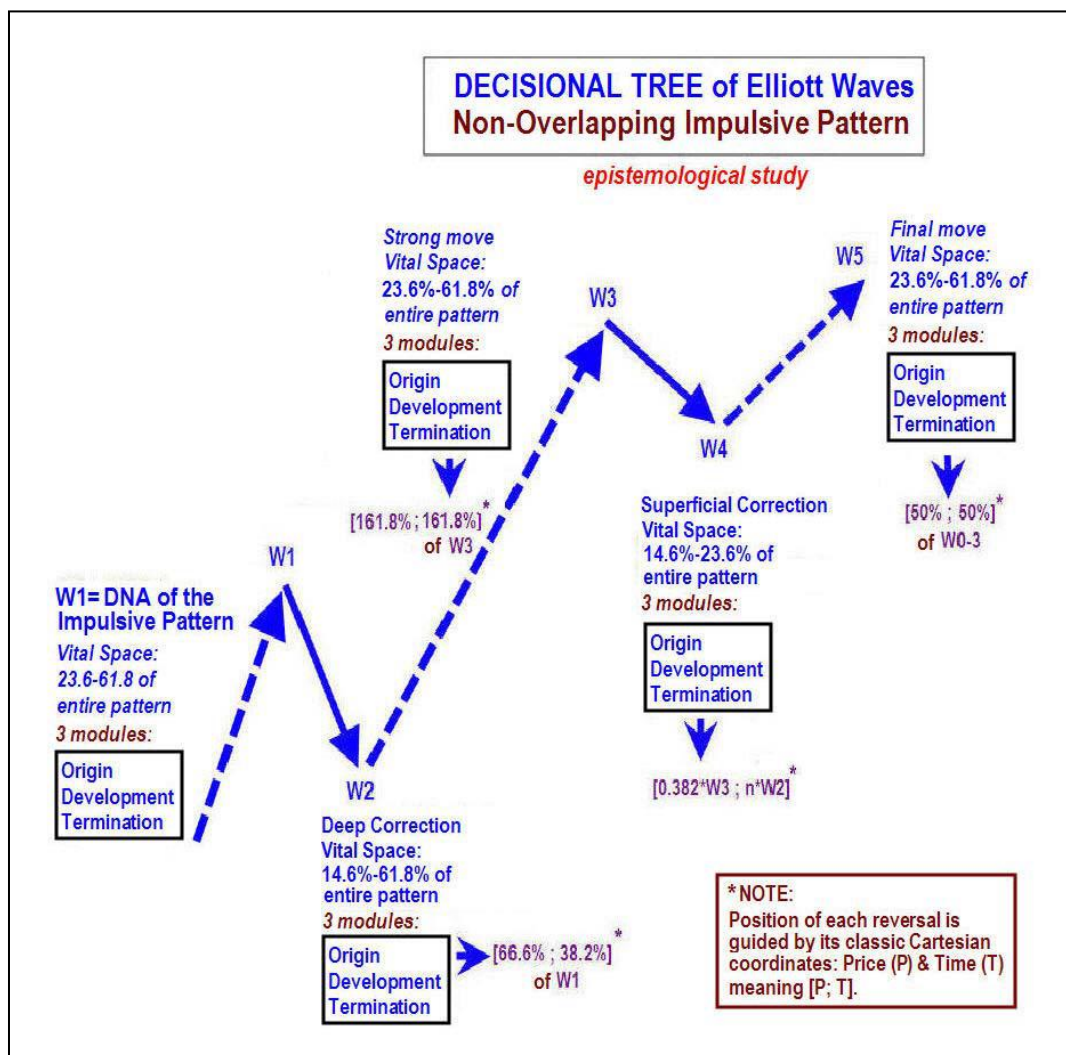 DECISIONAL TREE of Elliott Waves
Non-Overlapping Impulsive Pattern
epistemological study
Strong move
Vital Space:
23.6%-61.8% of
entire pattern
3 modules:
Origin
Development
Termination
[161.8% ; 161.8%]*
of W3
Final move
Vital Space:
23.6%-61.8% of
entire pattern
3 modules:
Origin
Development
Termination
[50% ; 50%]*
of W0-3
W5
W3
W4
Superficial Correction
Vital Space:
14.6%-23.6% of
entire pattern
3 modules:
Origin
Development
Termination
[0.382*W3 ; n*W2]*
W1
W1= DNA of the
Impulsive Pattern
Vital Space:
23.6-61.8 of
entire pattern
3 modules:
Origin
Development
Termination
W2
Deep Correction
Vital Space:
14.6%-61.8% of
entire pattern
3 modules:
Origin
Development
Termination
[66.6% ; 38.2%]*
of W1
* NOTE:
Position of each reversal is
guided by its classic Cartesian
coordinates: Price (P) & Time (T)
meaning [P; T].